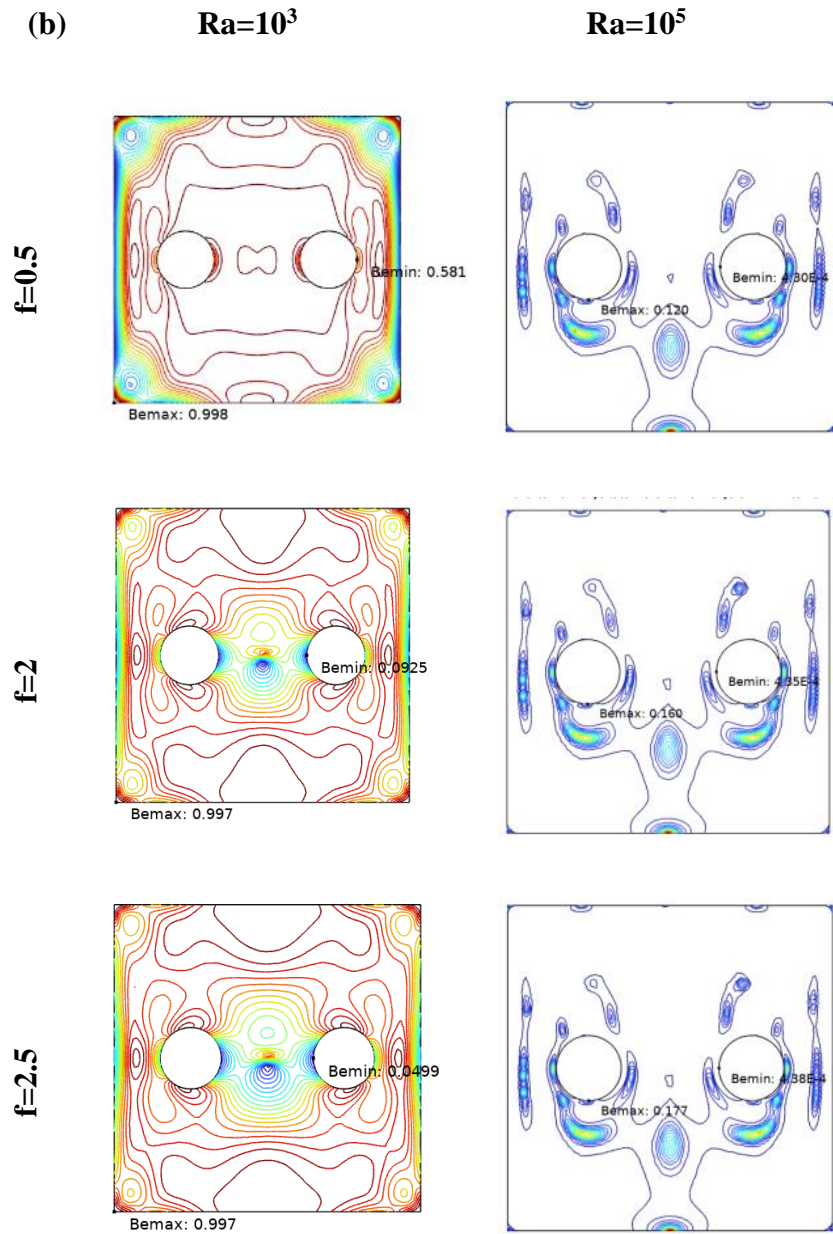 (b) Ra=10³ Ra=10⁵
f=0.5
Bemin: 0.581
Bemax: 0.998
Bemin: 4.30E-4
Bemax: 0.120
f=2
Bemin: 0.0925
Bemax: 0.997
Bemin: 4.35E-4
Bemax: 0.160
f=2.5
Bemin: 0.0499
Bemax: 0.997
Bemin: 4.38E-4
Bemax: 0.177